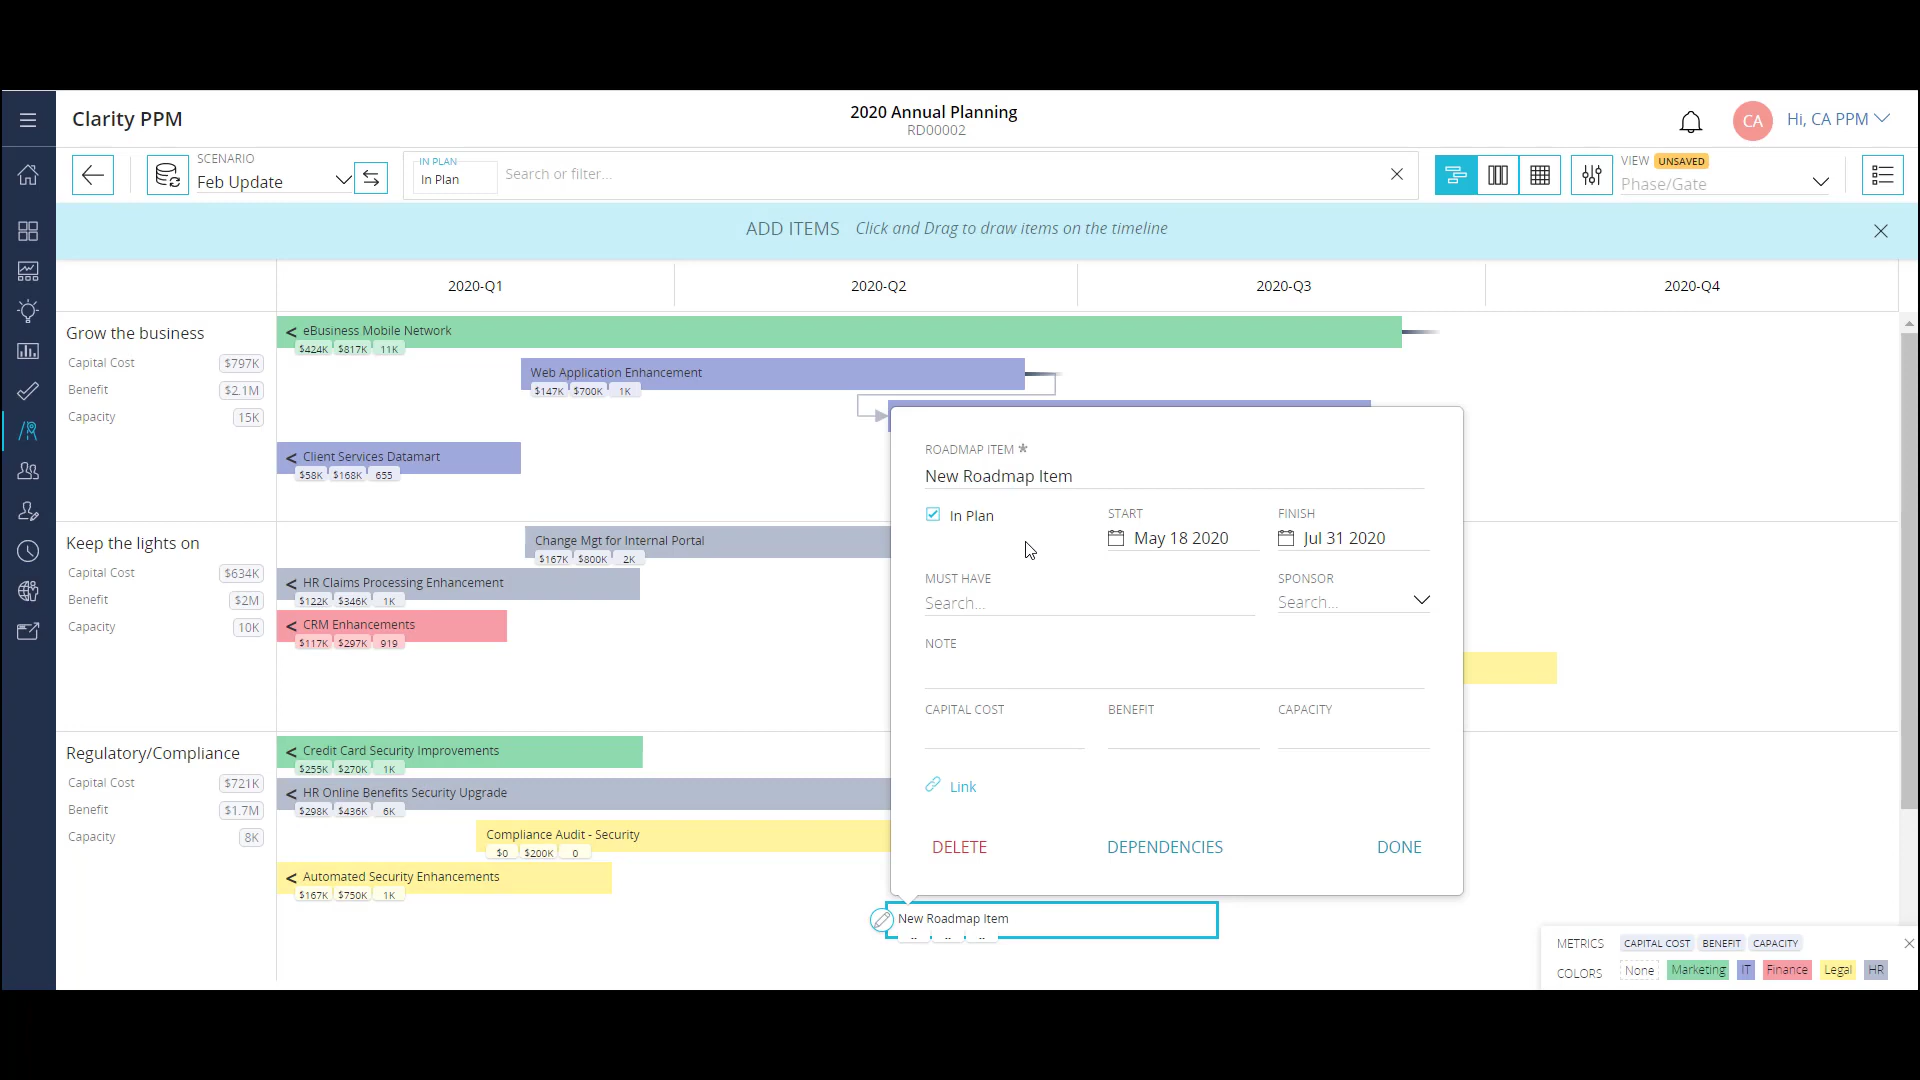 Clarity PPM
2020 Annual Planning
RD00002
CA
Hi, CA PPM
SCENARIO
Feb Update
IN PLAN
In Plan
Search or filter...
VIEW UNSAVED
Phase/Gate
ADD ITEMS Click and Drag to draw items on the timeline
2020-Q1 2020-Q2 2020-Q3 2020-Q4
Grow the business
Capital Cost $797K
Benefit $2.1M
Capacity 15K
eBusiness Mobile Network
$424K $817K 11K
Web Application Enhancement
$147K $700K 1K
Client Services Datamart
$58K $168K 655
Keep the lights on
Capital Cost $634K
Benefit $2M
Capacity 10K
Change Mgt for Internal Portal
$167K $800K 2K
HR Claims Processing Enhancement
$122K $346K 1K
CRM Enhancements
$117K $297K 919
Regulatory/Compliance
Capital Cost $721K
Benefit $1.7M
Capacity 8K
Credit Card Security Improvements
$255K $270K 1K
HR Online Benefits Security Upgrade
$298K $436K 6K
Compliance Audit - Security
$0 $200K 0
Automated Security Enhancements
$167K $750K 1K
New Roadmap Item
ROADMAP ITEM *
New Roadmap Item
In Plan
START
May 18 2020
FINISH
Jul 31 2020
MUST HAVE
Search...
SPONSOR
Search...
NOTE
CAPITAL COST BENEFIT CAPACITY
Link
DELETE DEPENDENCIES DONE
METRICS CAPITAL COST BENEFIT CAPACITY
COLORS None Marketing IT Finance Legal HR